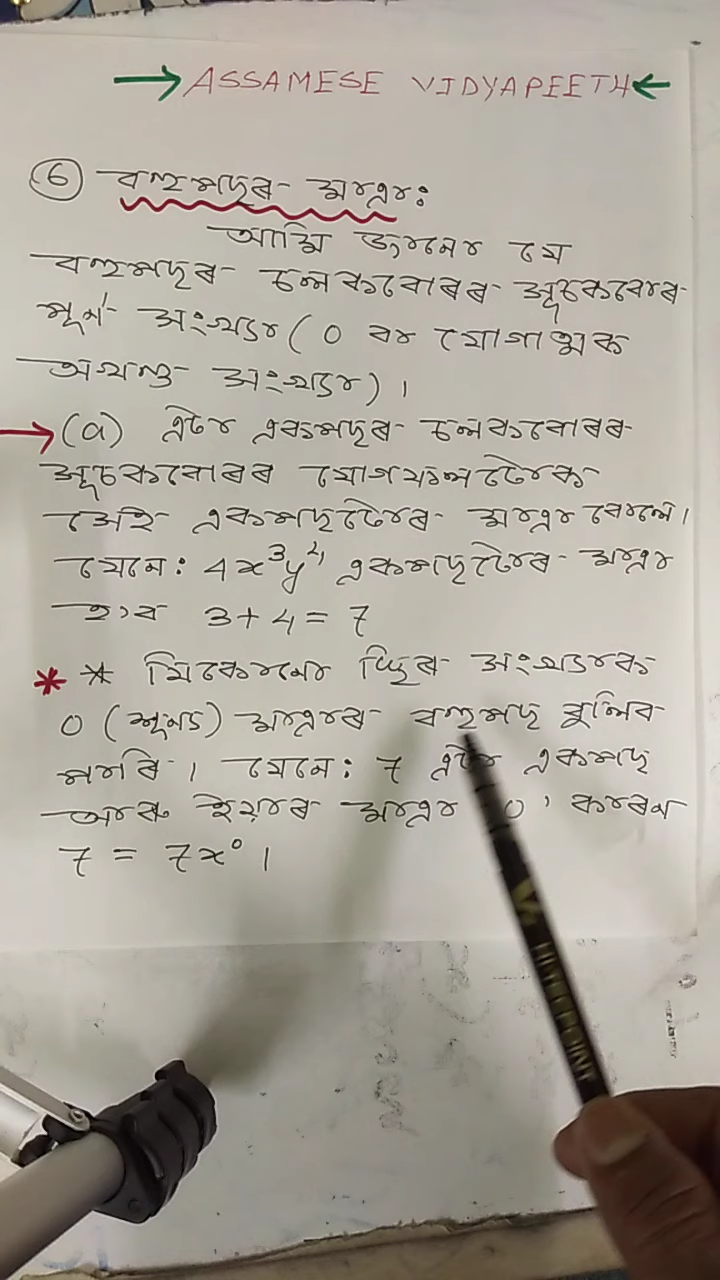 → ASSAMESE VIDYAPEETH ←
⑥ বহুপদৰ মাত্ৰা:
আমি জানো যে
বহুপদৰ চলকবোৰৰ সূচকবোৰ
পূৰ্ণ সংখ্যা ( 0 বা যোগাত্মক
অখণ্ড সংখ্যা ) ।
→ (a) এটা একপদৰ চলকবোৰৰ
সূচকবোৰৰ যোগফলটোক
সেই একপদটোৰ মাত্ৰা বোলে।
যেনে: 4x³y⁴ একপদটোৰ মাত্ৰা
হ'ব 3 + 4 = 7
* * যিকোনো স্থিৰ সংখ্যাক
0 (শূন্য) মাত্ৰাৰ বহুপদ বুলিব
পাৰি । যেনে: 7 এটা একপদ
আৰু ইয়াৰ মাত্ৰা '0' কাৰণ
7 = 7x⁰ ।